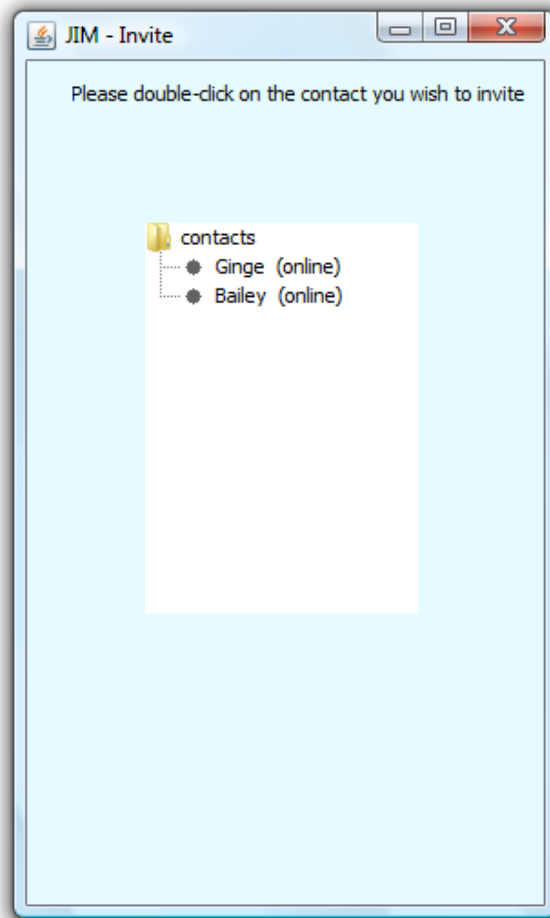 JIM - Invite
Please double-click on the contact you wish to invite
contacts
Ginge (online)
Bailey (online)